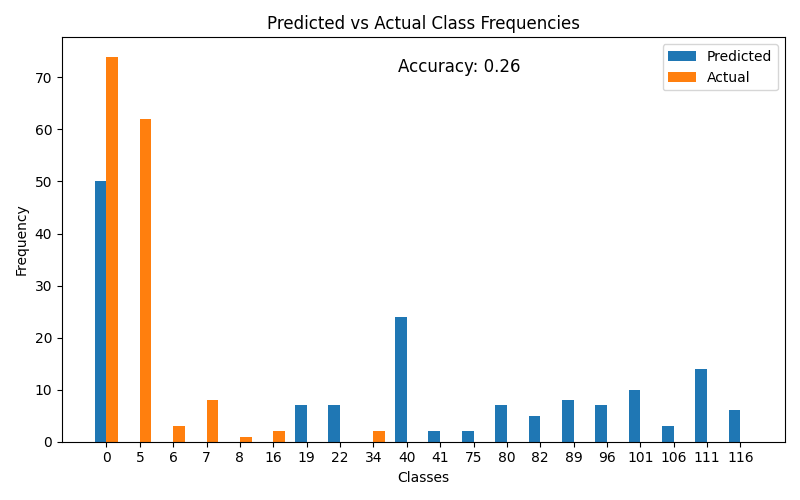 Predicted vs Actual Class Frequencies
Accuracy: 0.26
Predicted
Actual
Frequency
70
60
50
40
30
20
10
0
0 5 6 7 8 16 19 22 34 40 41 75 80 82 89 96 101 106 111 116
Classes